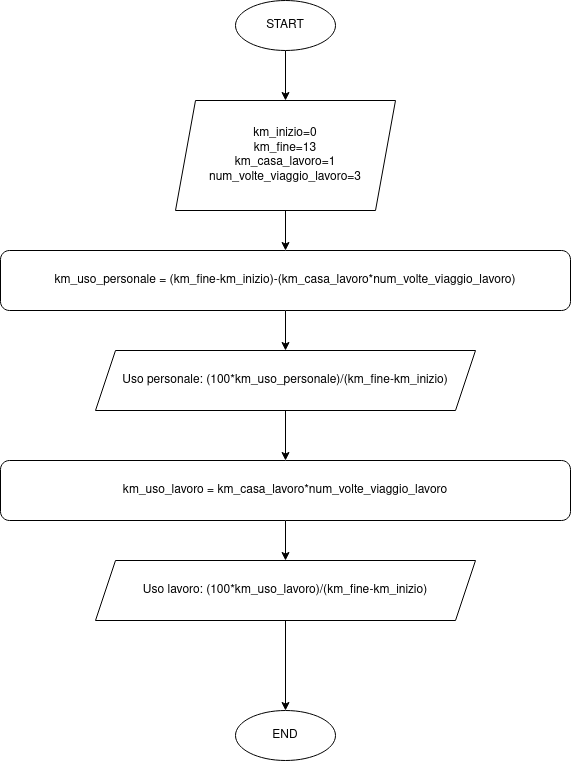 START
km_inizio=0
km_fine=13
km_casa_lavoro=1
num_volte_viaggio_lavoro=3
km_uso_personale = (km_fine-km_inizio)-(km_casa_lavoro*num_volte_viaggio_lavoro)
Uso personale: (100*km_uso_personale)/(km_fine-km_inizio)
km_uso_lavoro = km_casa_lavoro*num_volte_viaggio_lavoro
Uso lavoro: (100*km_uso_lavoro)/(km_fine-km_inizio)
END